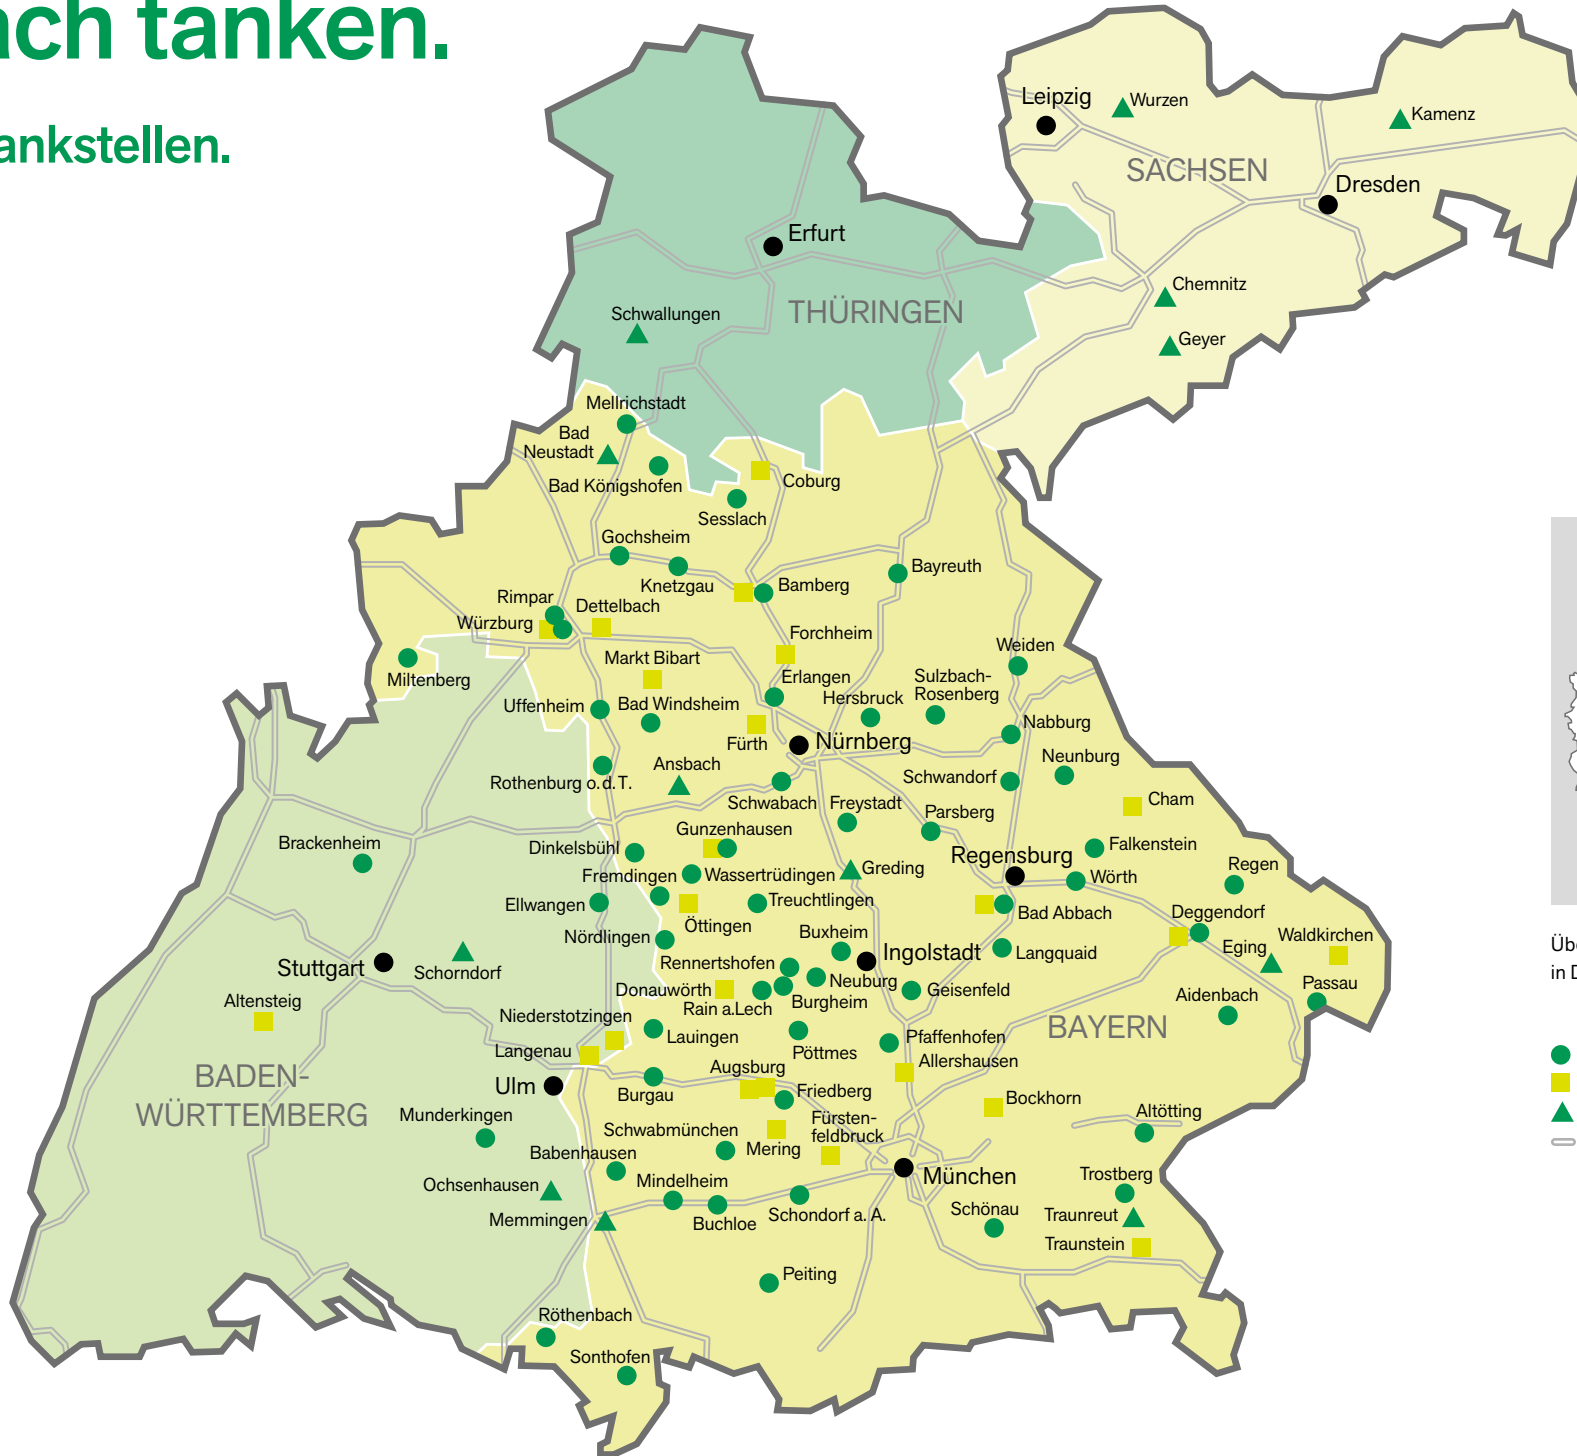 ach tanken.
ankstellen.
Leipzig
Wurzen
Kamenz
SACHSEN
Dresden
Erfurt
Chemnitz
THÜRINGEN
Schwallungen
Geyer
Mellrichstadt
Bad
Neustadt
Bad Königshofen
Coburg
Sesslach
Gochsheim
Knetzgau
Bamberg
Bayreuth
Rimpar
Dettelbach
Würzburg
Forchheim
Weiden
Markt Bibart
Miltenberg
Erlangen
Hersbruck
Sulzbach-
Rosenberg
Uffenheim
Bad Windsheim
Nabburg
Fürth
Nürnberg
Neunburg
Ansbach
Rothenburg o.d.T.
Schwandorf
Schwabach
Freystadt
Parsberg
Cham
Gunzenhausen
Brackenheim
Dinkelsbühl
Regensburg
Falkenstein
Regen
Fremdingen
Wassertrüdingen
Greding
Wörth
Ellwangen
Treuchtlingen
Bad Abbach
Deggendorf
Öttingen
Nördlingen
Buxheim
Ingolstadt
Langquaid
Eging
Waldkirchen
Stuttgart
Schorndorf
Rennertshofen
Neuburg
Donauwörth
Geisenfeld
Passau
Altensteig
Rain a.Lech
Burgheim
Aidenbach
Niederstotzingen
Lauingen
Pöttmes
Pfaffenhofen
BAYERN
Langenau
Augsburg
Allershausen
BADEN-
WÜRTTEMBERG
Ulm
Burgau
Friedberg
Bockhorn
Munderkingen
Fürsten-
feldbruck
Altötting
Schwabmünchen
Mering
Babenhausen
München
Ochsenhausen
Mindelheim
Trostberg
Memmingen
Buchloe
Schondorf a. A.
Schönau
Traunreut
Traunstein
Peiting
Röthenbach
Sonthofen
Üb
in D